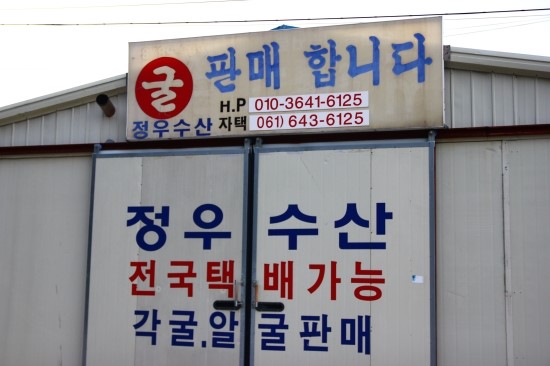 굴 판매 합니다
H.P 010-3641-6125
정우수산 자택 061) 643-6125
정우 수산
전국택 배가능
각굴.알 굴판매